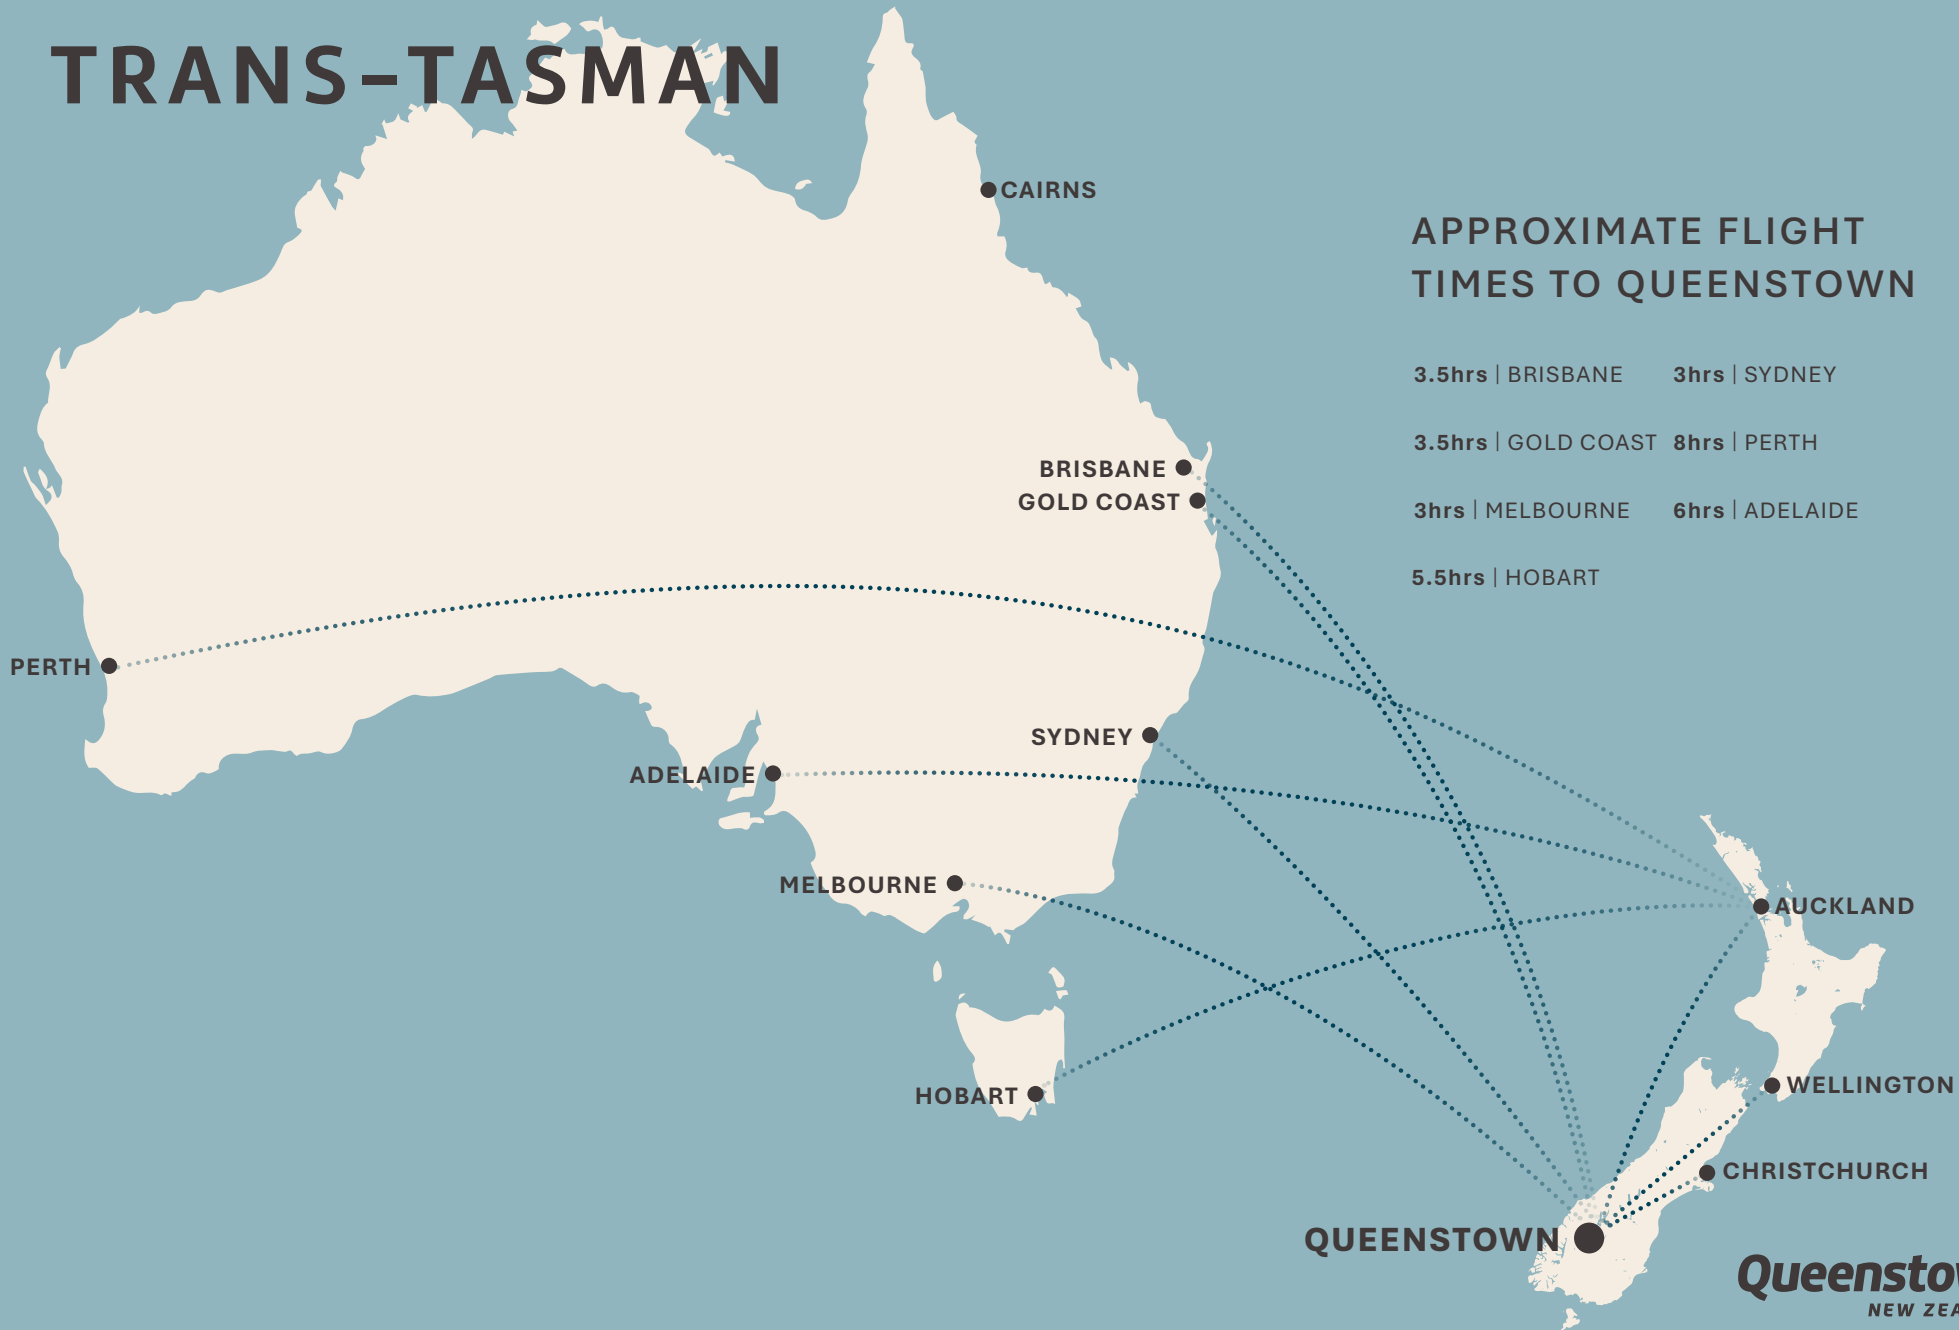 TRANS–TASMAN
CAIRNS
APPROXIMATE FLIGHT
TIMES TO QUEENSTOWN
3.5hrs | BRISBANE
3hrs | SYDNEY
3.5hrs | GOLD COAST
8hrs | PERTH
3hrs | MELBOURNE
6hrs | ADELAIDE
5.5hrs | HOBART
BRISBANE
GOLD COAST
PERTH
SYDNEY
ADELAIDE
MELBOURNE
AUCKLAND
HOBART
WELLINGTON
CHRISTCHURCH
QUEENSTOWN
NEW